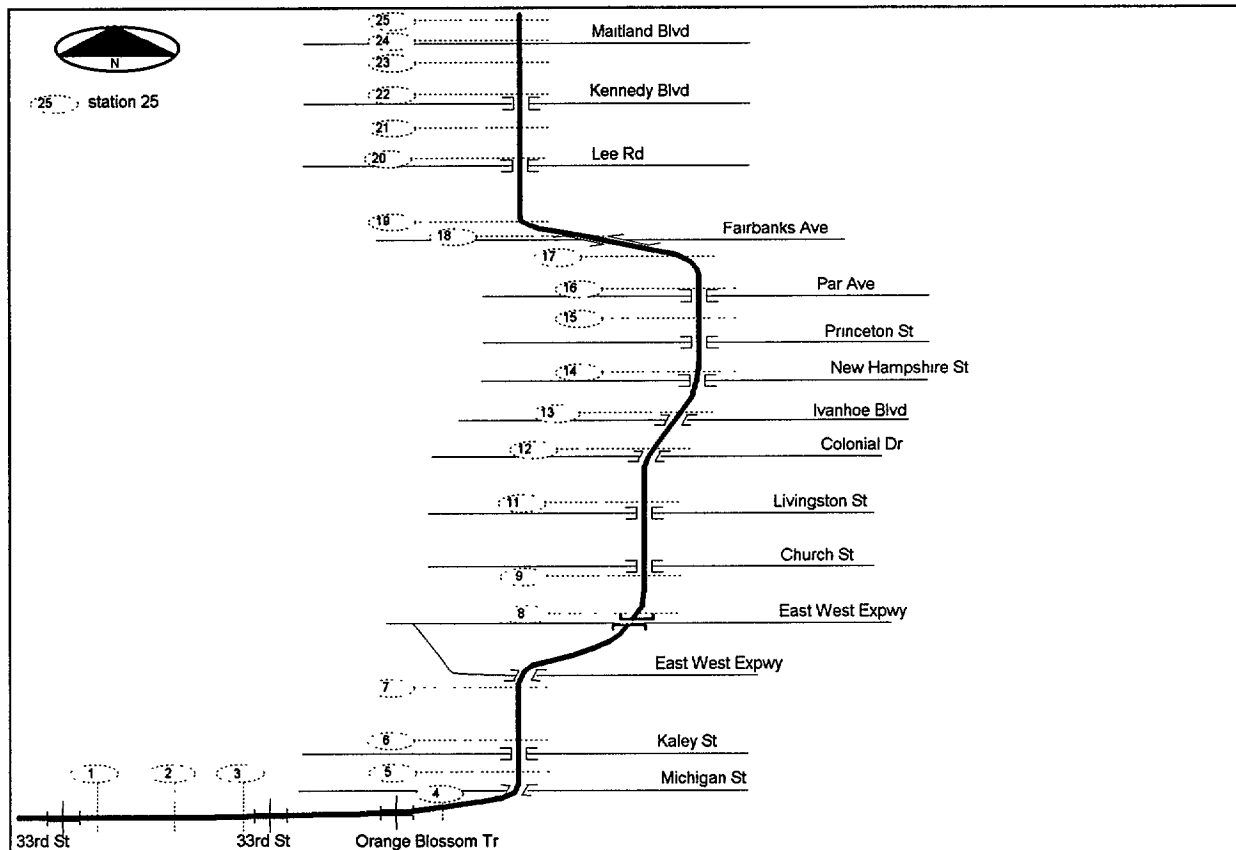 25
Maitland Blvd
24
N
23
25 station 25
22
Kennedy Blvd
21
20
Lee Rd
19
18
Fairbanks Ave
17
16
Par Ave
15
Princeton St
14
New Hampshire St
13
Ivanhoe Blvd
12
Colonial Dr
11
Livingston St
Church St
9
8
East West Expwy
East West Expwy
7
6
Kaley St
1 2 3 5
Michigan St
4
33rd St 33rd St Orange Blossom Tr